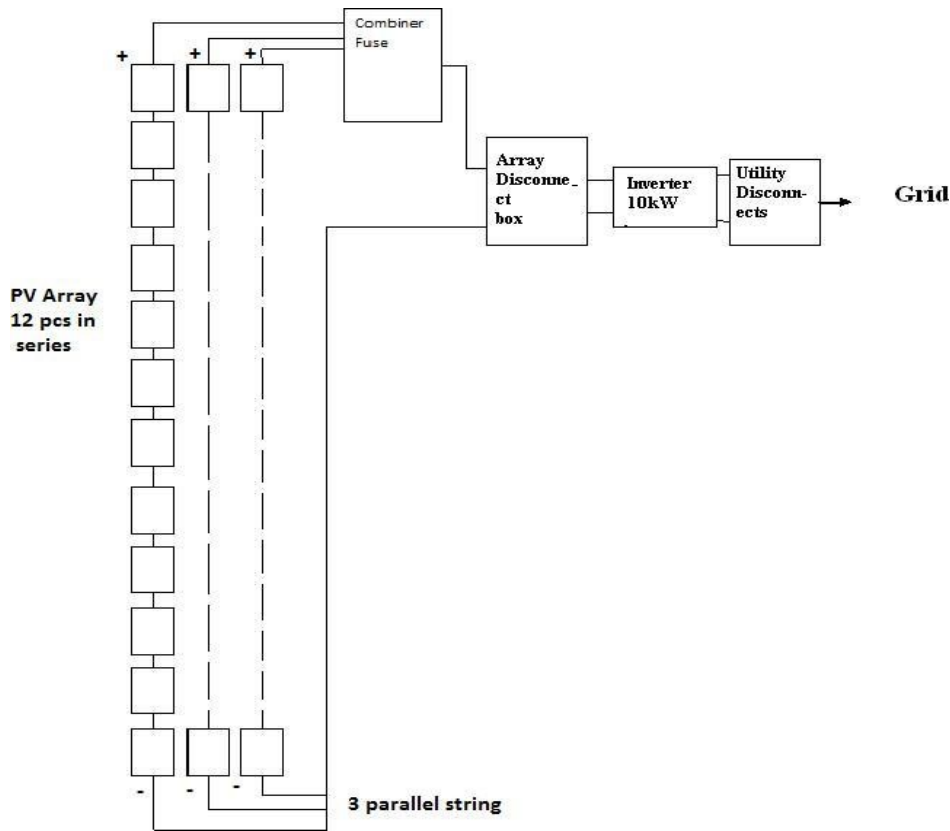 Combiner
Fuse
+
+
+
Array
Disconne_
ct
box
Inverter
10kW
.
Utility
Disconn-
ects
Grid
PV Array
12 pcs in
series
-
-
-
3 parallel string